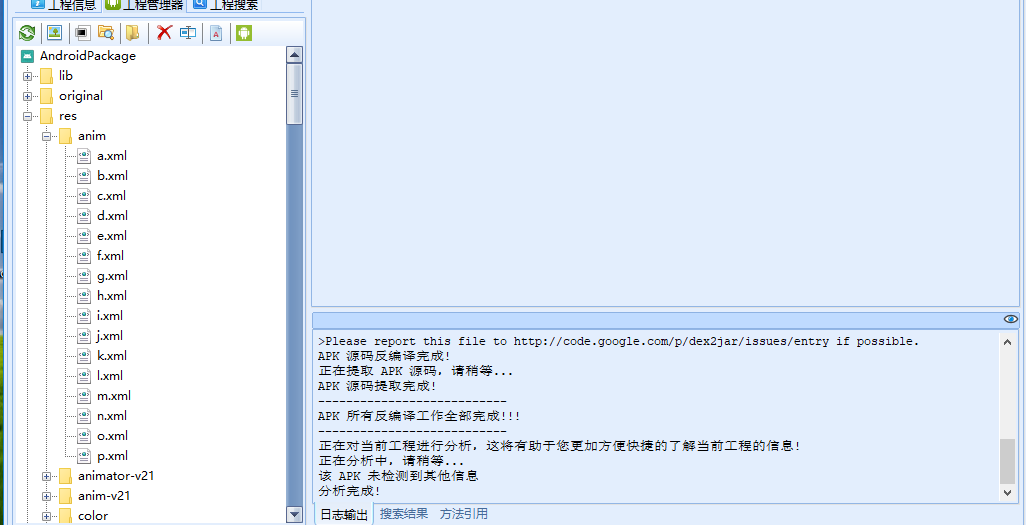 工程信息 工程管理器 工程搜索
AndroidPackage
lib
original
res
anim
a.xml
b.xml
c.xml
d.xml
e.xml
f.xml
g.xml
h.xml
i.xml
j.xml
k.xml
l.xml
m.xml
n.xml
o.xml
p.xml
animator-v21
anim-v21
color
>Please report this file to http://code.google.com/p/dex2jar/issues/entry if possible.
APK 源码反编译完成!
正在提取 APK 源码，请稍等...
APK 源码提取完成!
---------------------------
APK 所有反编译工作全部完成!!!
---------------------------
正在对当前工程进行分析，这将有助于您更加方便快捷的了解当前工程的信息!
正在分析中，请稍等...
该 APK 未检测到其他信息
分析完成!
日志输出 搜索结果 方法引用